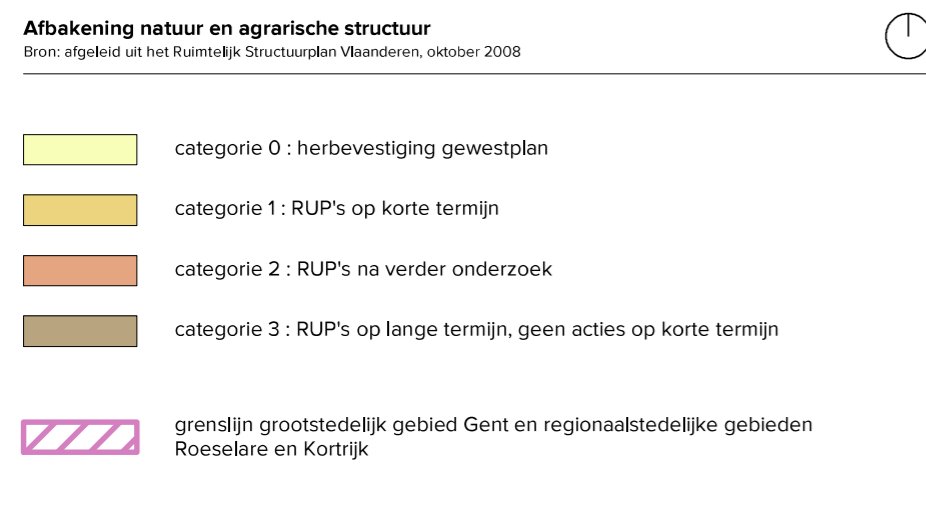 Afbakening natuur en agrarische structuur
Bron: afgeleid uit het Ruimtelijk Structuurplan Vlaanderen, oktober 2008
categorie 0 : herbevestiging gewestplan
categorie 1 : RUP's op korte termijn
categorie 2 : RUP's na verder onderzoek
categorie 3 : RUP's op lange termijn, geen acties op korte termijn
grenslijn grootstedelijk gebied Gent en regionaalstedelijke gebieden
Roeselare en Kortrijk